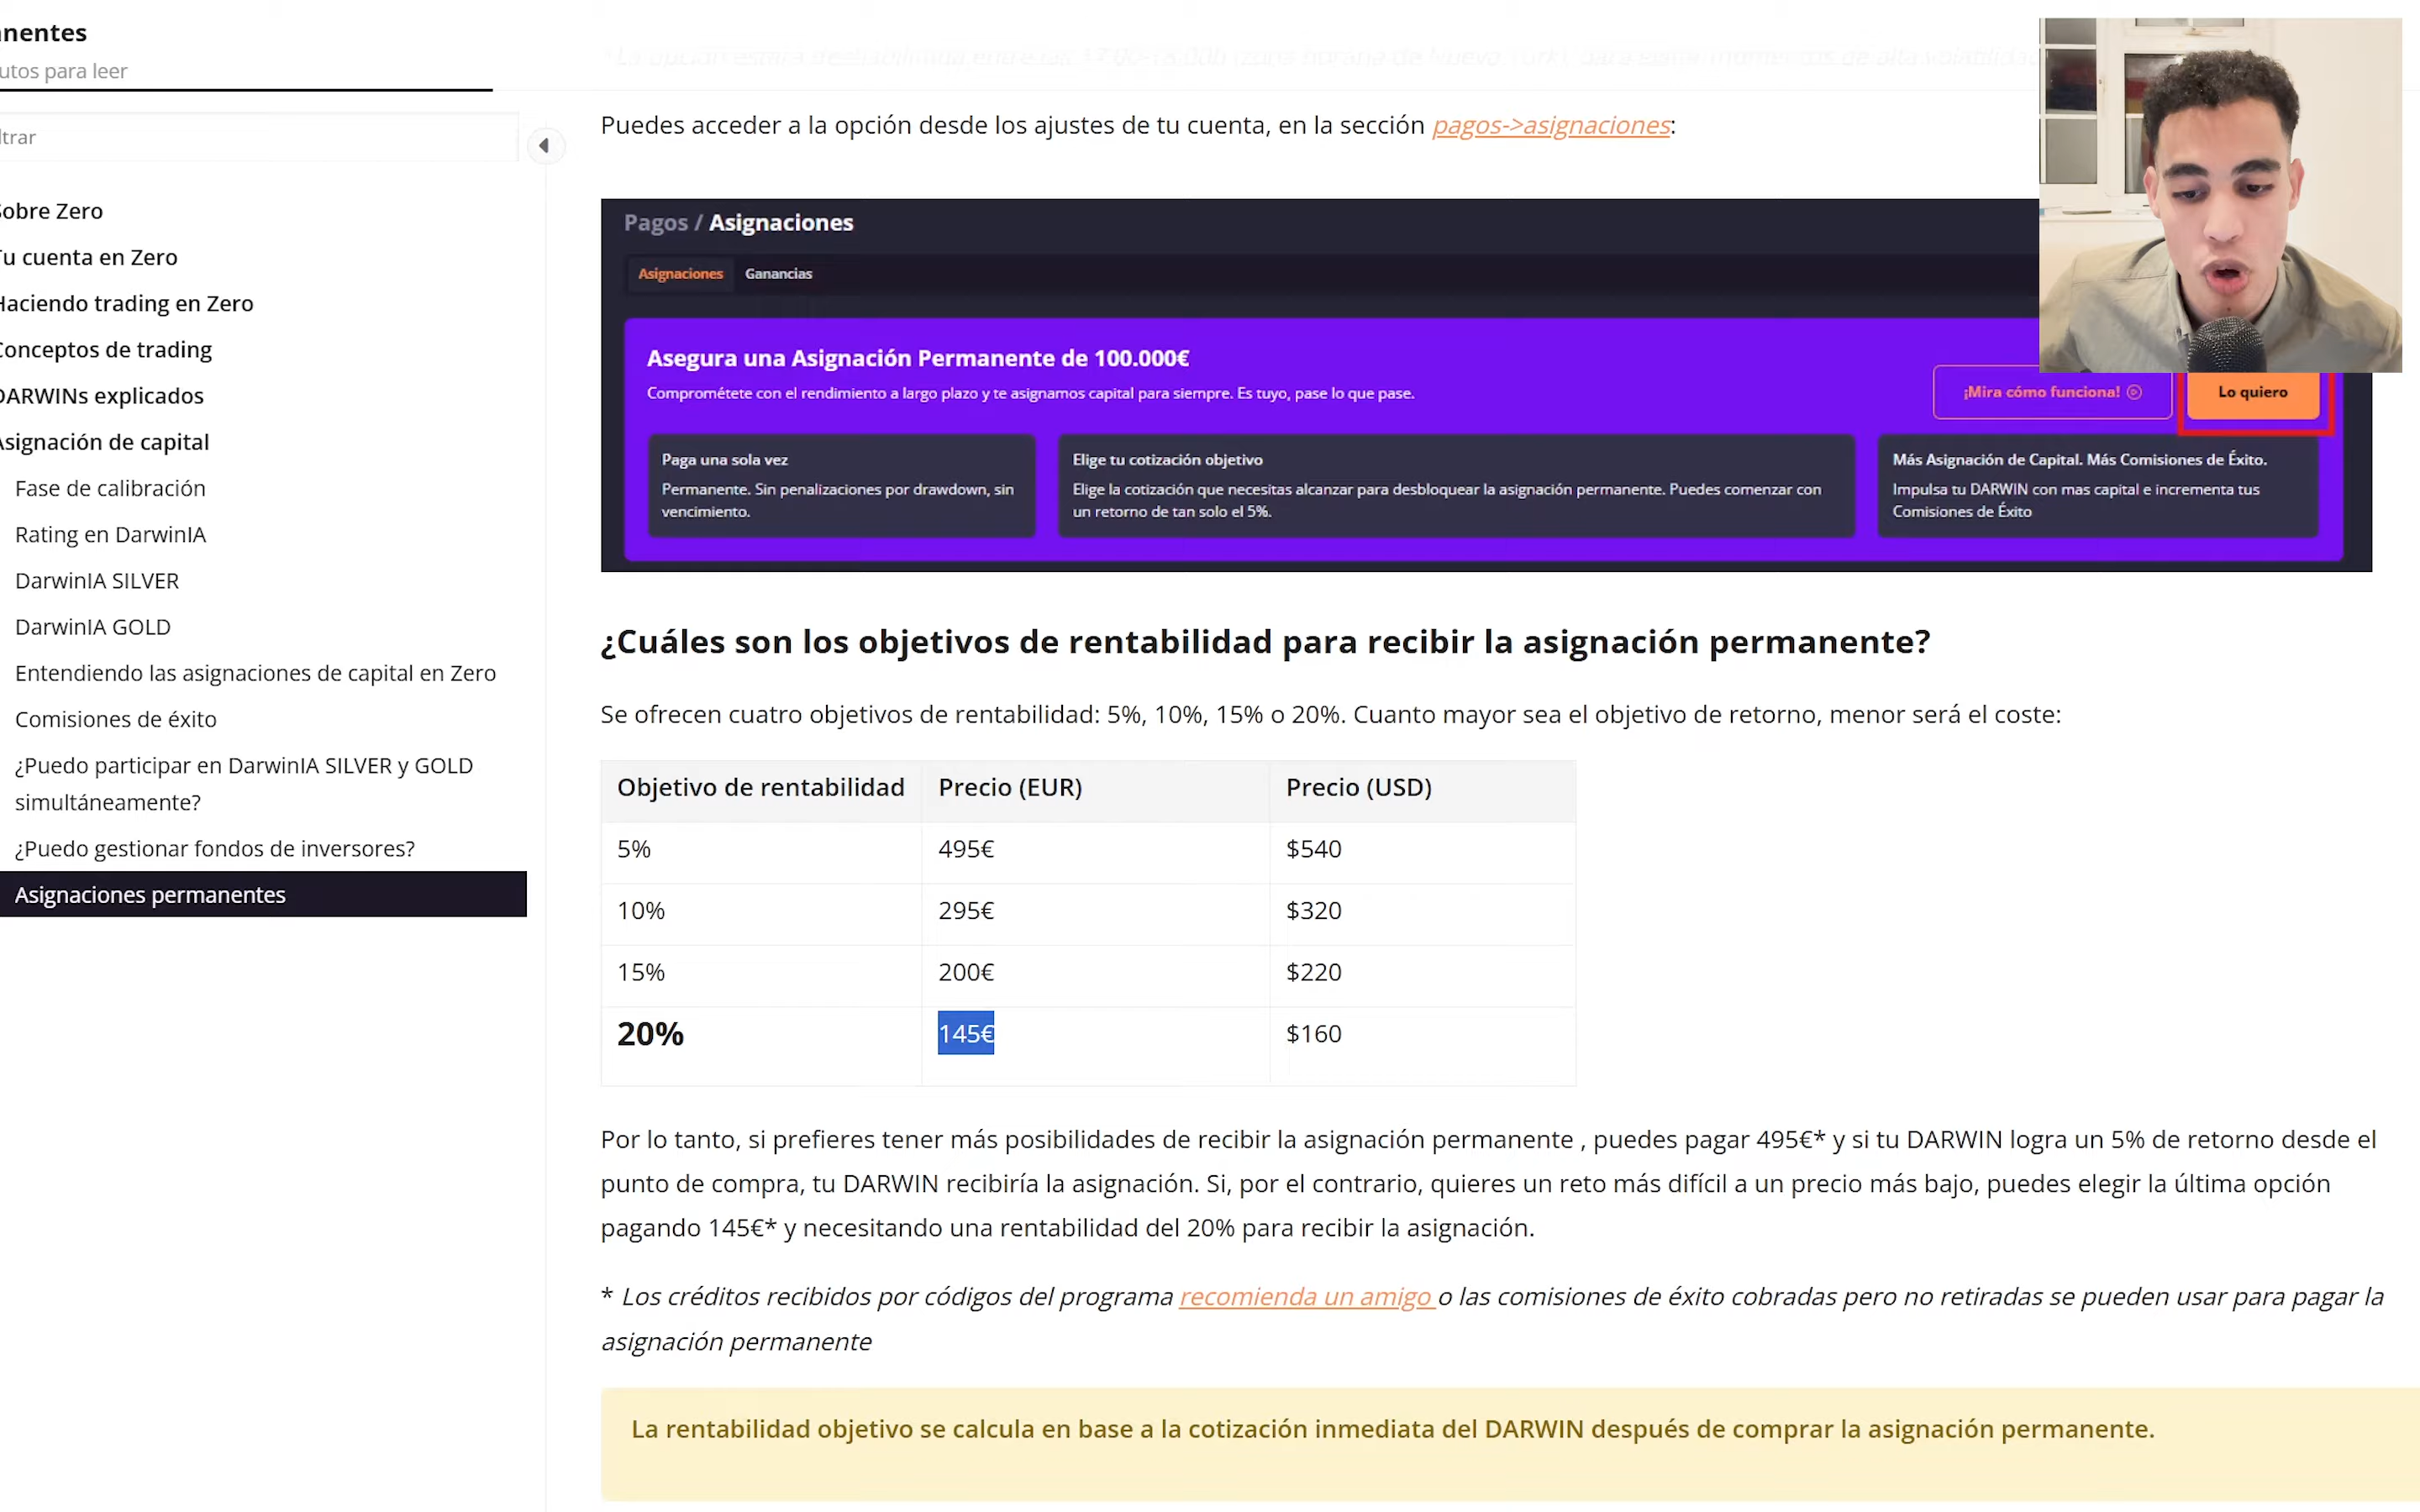 nentes
utos para leer
Puedes acceder a la opción desde los ajustes de tu cuenta, en la sección pagos->asignaciones:
ltrar
Sobre Zero
Tu cuenta en Zero
Haciendo trading en Zero
Conceptos de trading
DARWINs explicados
Asignación de capital
Fase de calibración
Rating en DarwinIA
DarwinIA SILVER
DarwinIA GOLD
Entendiendo las asignaciones de capital en Zero
Comisiones de éxito
¿Puedo participar en DarwinIA SILVER y GOLD
simultáneamente?
¿Puedo gestionar fondos de inversores?
Asignaciones permanentes
Pagos / Asignaciones
Asignaciones Ganancias
Asegura una Asignación Permanente de 100.000€
Comprométete con el rendimiento a largo plazo y te asignamos capital para siempre. Es tuyo, pase lo que pase.
¡Mira cómo funciona!
Lo quiero
Paga una sola vez
Permanente. Sin penalizaciones por drawdown, sin
vencimiento.
Elige tu cotización objetivo
Elige la cotización que necesitas alcanzar para desbloquear la asignación permanente. Puedes comenzar con
un retorno de tan solo el 5%.
Más Asignación de Capital. Más Comisiones de Éxito.
Impulsa tu DARWIN con mas capital e incrementa tus
Comisiones de Éxito
¿Cuáles son los objetivos de rentabilidad para recibir la asignación permanente?
Se ofrecen cuatro objetivos de rentabilidad: 5%, 10%, 15% o 20%. Cuanto mayor sea el objetivo de retorno, menor será el coste:
Objetivo de rentabilidad Precio (EUR) Precio (USD)
5% 495€ $540
10% 295€ $320
15% 200€ $220
20% 145€ $160
Por lo tanto, si prefieres tener más posibilidades de recibir la asignación permanente , puedes pagar 495€* y si tu DARWIN logra un 5% de retorno desde el
punto de compra, tu DARWIN recibiría la asignación. Si, por el contrario, quieres un reto más difícil a un precio más bajo, puedes elegir la última opción
pagando 145€* y necesitando una rentabilidad del 20% para recibir la asignación.
* Los créditos recibidos por códigos del programa recomienda un amigo o las comisiones de éxito cobradas pero no retiradas se pueden usar para pagar la
asignación permanente
La rentabilidad objetivo se calcula en base a la cotización inmediata del DARWIN después de comprar la asignación permanente.